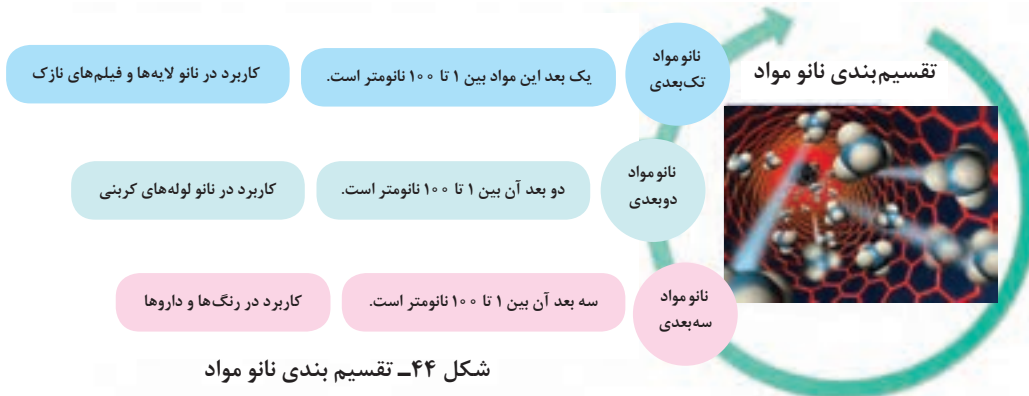 تقسیم‌بندی نانو مواد
نانو مواد
تک‌بعدی
یک بعد این مواد بین ۱ تا ۱۰۰ نانومتر است.
کاربرد در نانو لایه‌ها و فیلم‌های نازک
نانو مواد
دوبعدی
دو بعد آن بین ۱ تا ۱۰۰ نانومتر است.
کاربرد در نانو لوله‌های کربنی
نانو مواد
سه‌بعدی
سه بعد آن بین ۱ تا ۱۰۰ نانومتر است.
کاربرد در رنگ‌ها و داروها
شکل ۴۴ــ تقسیم بندی نانو مواد